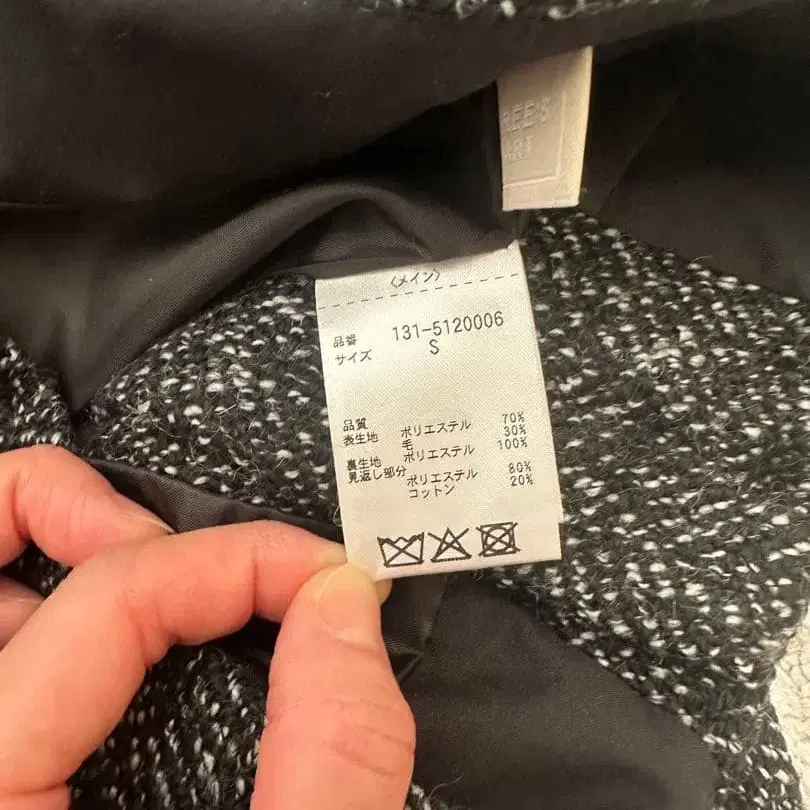 RÉE'S
ART
〈メイン〉
品番 131-5120006
サイズ S
品質
表生地 ポリエステル 70%
毛 30%
裏生地 ポリエステル 100%
見返し部分 ポリエステル 80%
コットン 20%